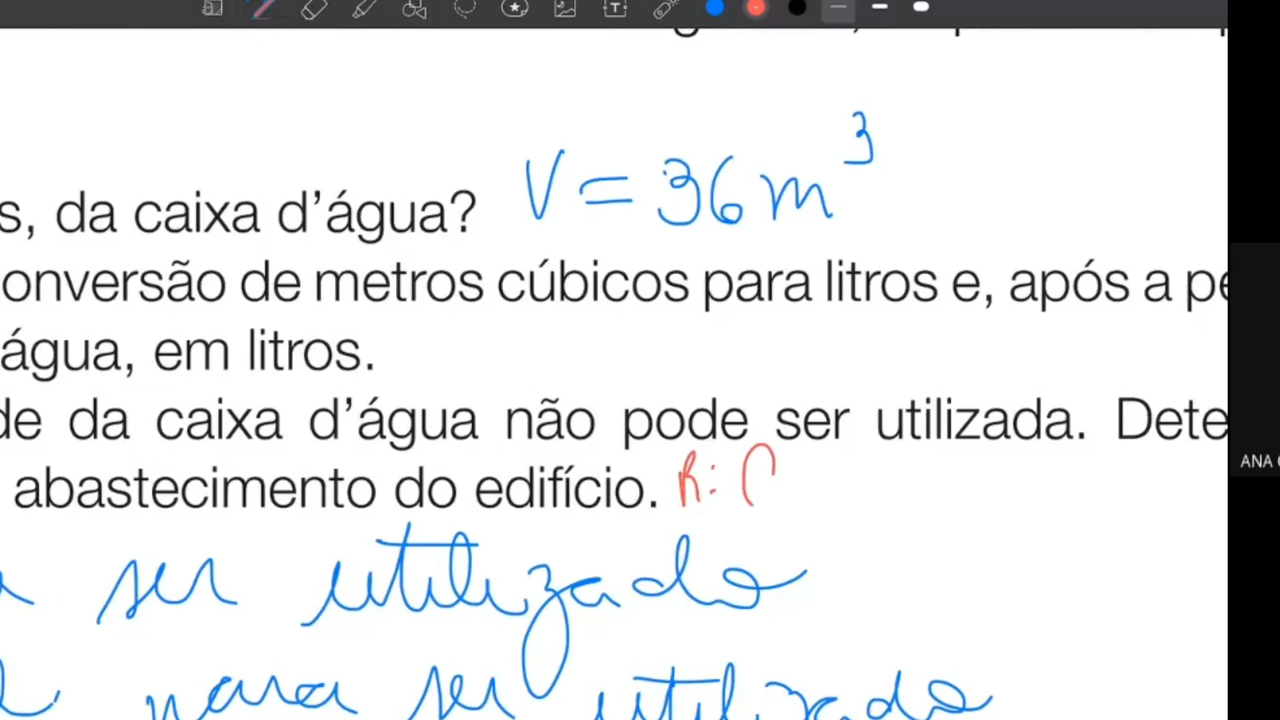 s, da caixa d'água? V = 36 m³
onversão de metros cúbicos para litros e, após a pe
água, em litros.
de da caixa d'água não pode ser utilizada. Dete
abastecimento do edifício. R:
ANA
ser utilizado
para ser utilizado